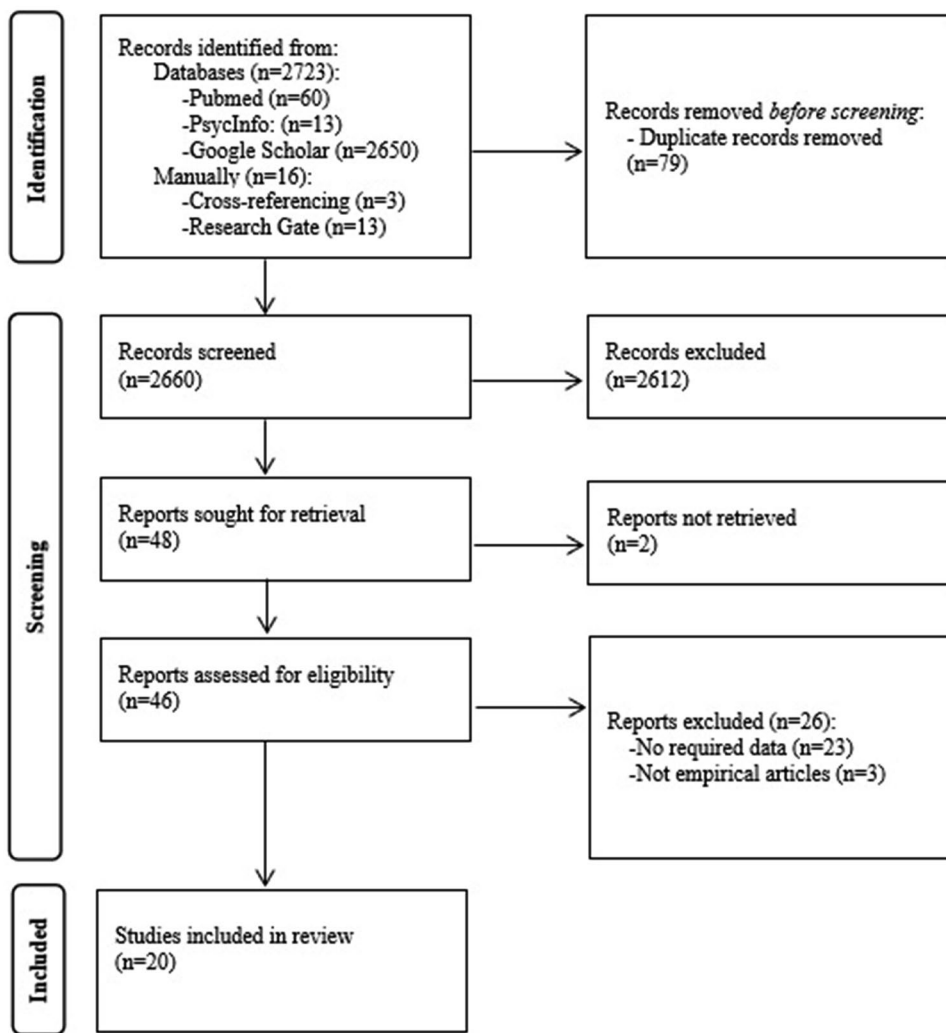 Identification
Records identified from:
Databases (n=2723):
-Pubmed (n=60)
-PsycInfo: (n=13)
-Google Scholar (n=2650)
Manually (n=16):
-Cross-referencing (n=3)
-Research Gate (n=13)
Records removed before screening:
- Duplicate records removed
(n=79)
Screening
Records screened
(n=2660)
Records excluded
(n=2612)
Reports sought for retrieval
(n=48)
Reports not retrieved
(n=2)
Reports assessed for eligibility
(n=46)
Reports excluded (n=26):
-No required data (n=23)
-Not empirical articles (n=3)
Included
Studies included in review
(n=20)